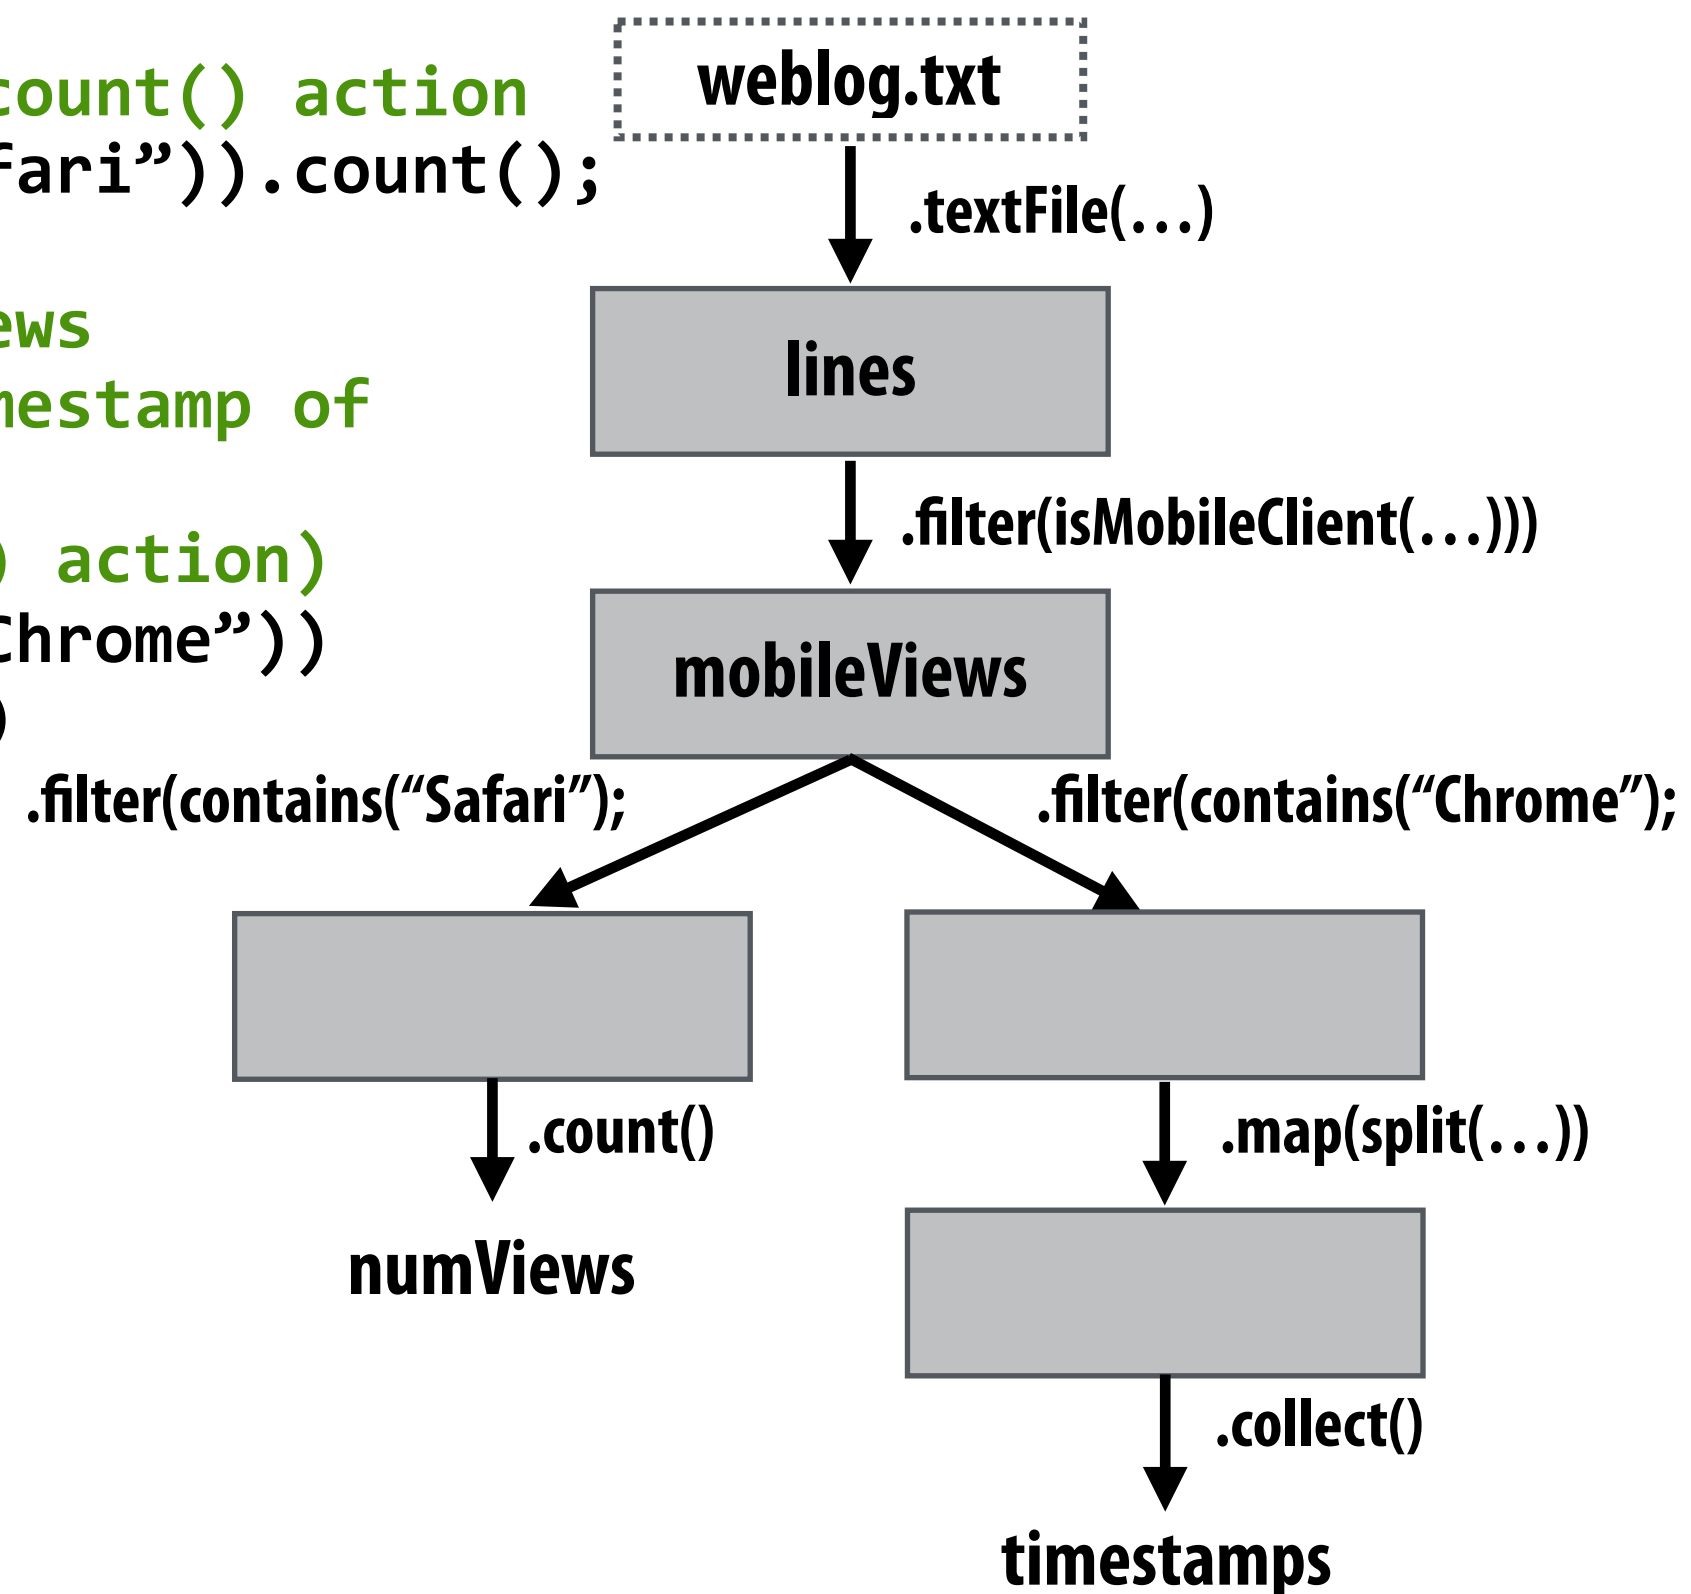 count() action
fari”)).count();
ews
mestamp of
) action)
Chrome”))
)
weblog.txt
.textFile(...)
lines
.filter(isMobileClient(...)))
mobileViews
.filter(contains(“Safari”);
.filter(contains(“Chrome”);
.count()
.map(split(...))
numViews
.collect()
timestamps